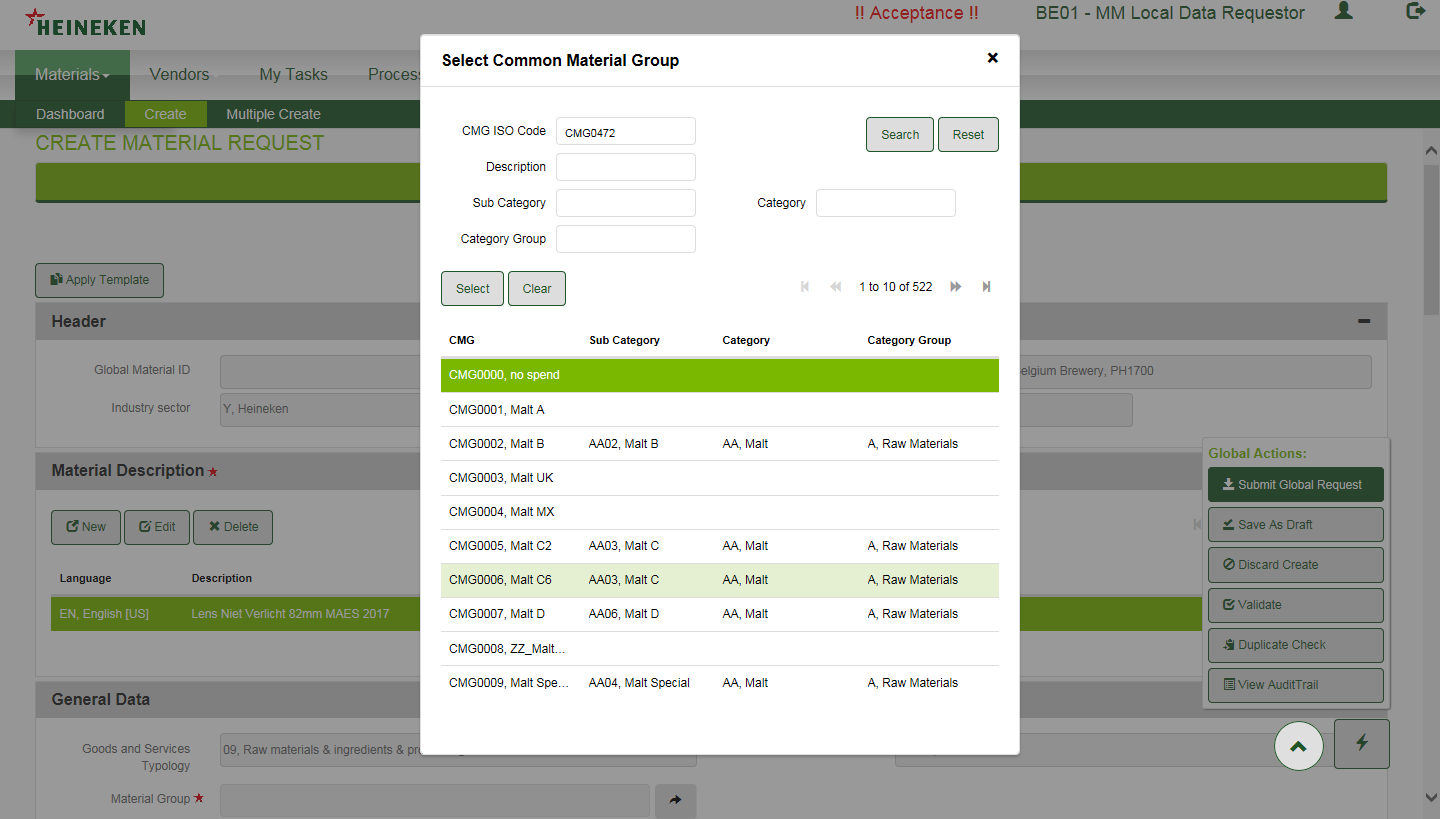 HEINEKEN
!! Acceptance !!
BE01 - MM Local Data Requestor
Materials
Vendors
My Tasks
Dashboard
Create
Multiple Create
CREATE MATERIAL REQUEST
Apply Template
Header
Global Material ID
Belgium Brewery, PH1700
Industry sector
Y, Heineken
Material Description
New
Edit
Delete
Language
Description
EN, English [US]
Lens Niet Verlicht 82mm MAES 2017
General Data
Goods and Services
Typology
09, Raw materials & ingredients &
Material Group
Select Common Material Group
CMG ISO Code
CMG0472
Search
Reset
Description
Sub Category
Category
Category Group
Select
Clear
1 to 10 of 522
CMG Sub Category Category Category Group
CMG0000, no spend
CMG0001, Malt A
CMG0002, Malt B AA02, Malt B AA, Malt A, Raw Materials
CMG0003, Malt UK
CMG0004, Malt MX
CMG0005, Malt C2 AA03, Malt C AA, Malt A, Raw Materials
CMG0006, Malt C6 AA03, Malt C AA, Malt A, Raw Materials
CMG0007, Malt D AA06, Malt D AA, Malt A, Raw Materials
CMG0008, ZZ_Malt...
CMG0009, Malt Spe... AA04, Malt Special AA, Malt A, Raw Materials
Global Actions:
Submit Global Request
Save As Draft
Discard Create
Validate
Duplicate Check
View AuditTrail